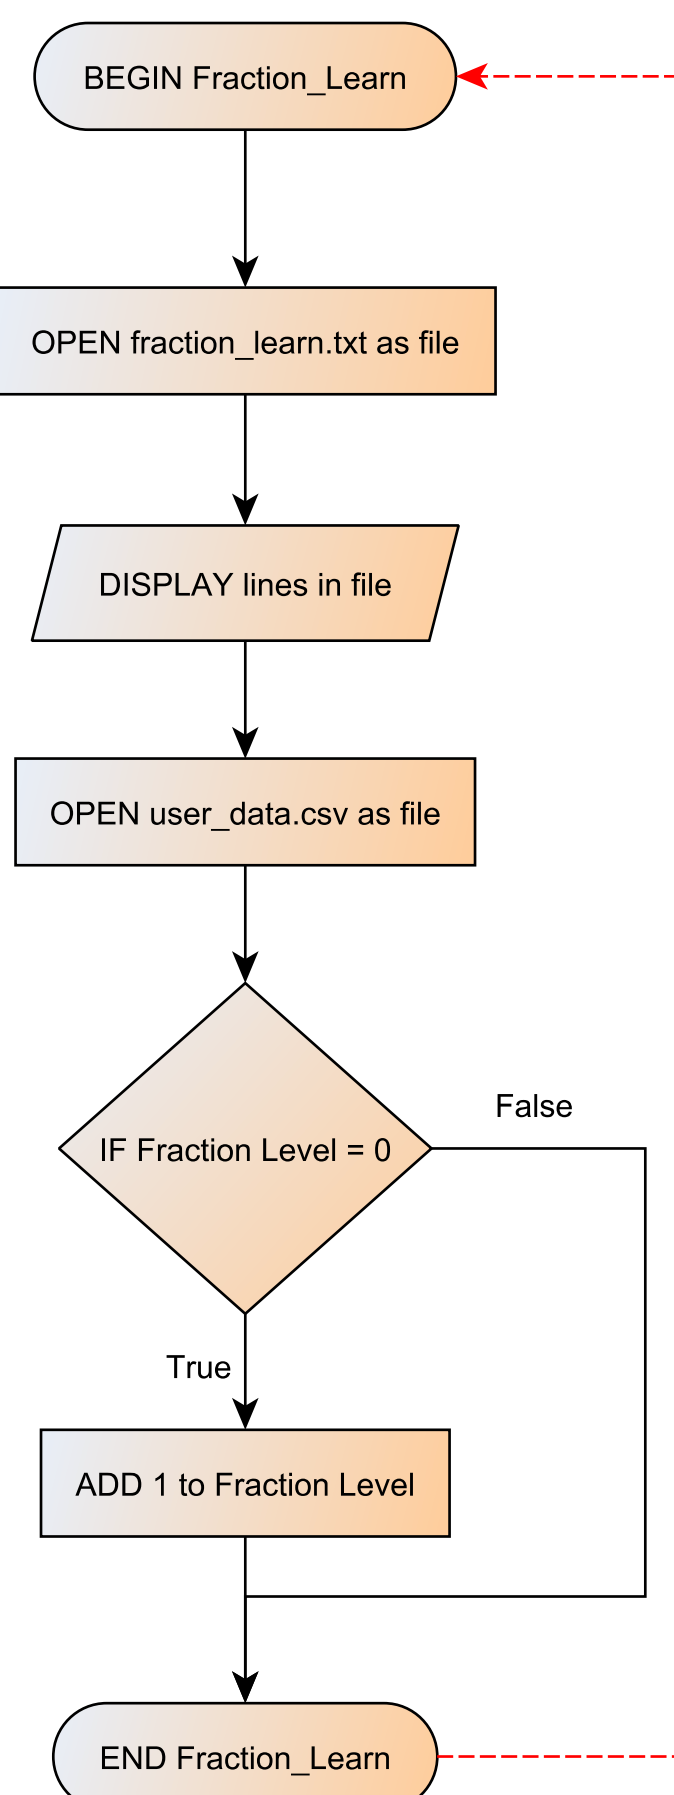 BEGIN Fraction_Learn
OPEN fraction_learn.txt as file
DISPLAY lines in file
OPEN user_data.csv as file
IF Fraction Level = 0
False
True
ADD 1 to Fraction Level
END Fraction_Learn